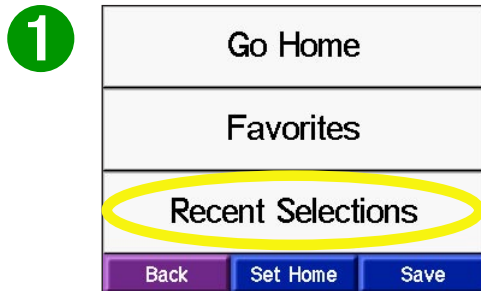 1
Go Home
Favorites
Recent Selections
Back Set Home Save